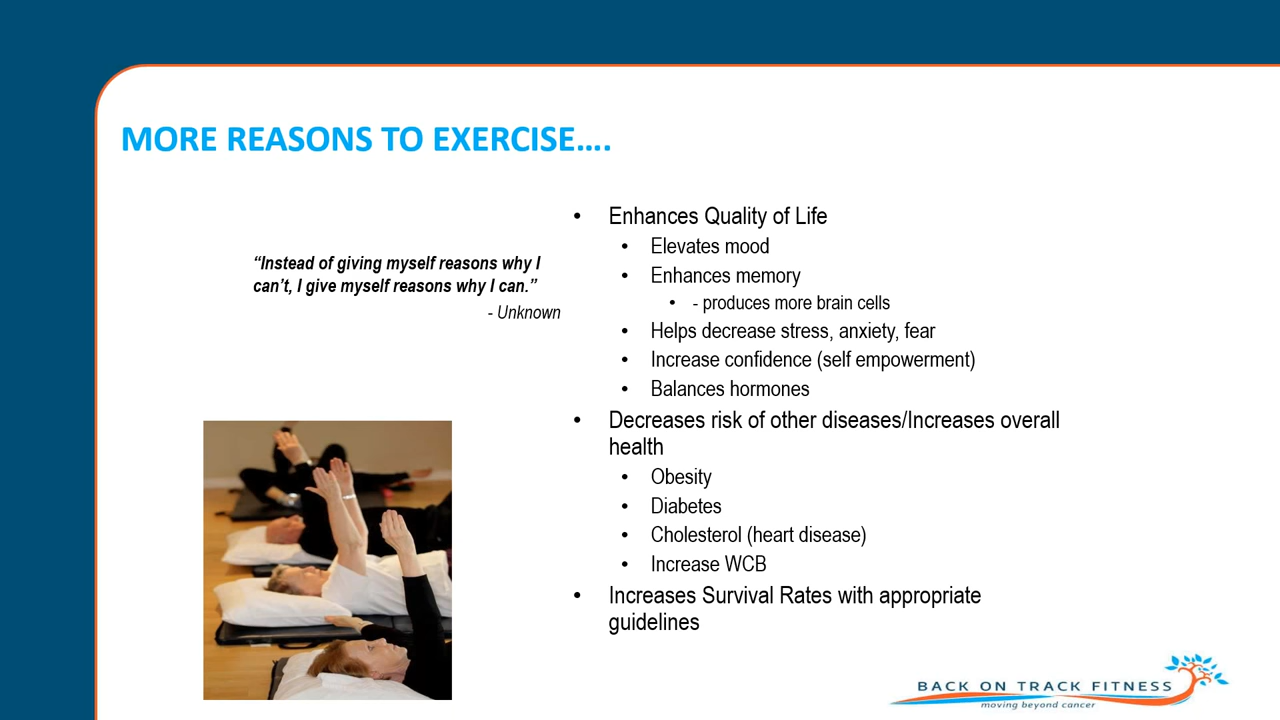 MORE REASONS TO EXERCISE....
“Instead of giving myself reasons why I
can’t, I give myself reasons why I can.”
- Unknown
• Enhances Quality of Life
• Elevates mood
• Enhances memory
• - produces more brain cells
• Helps decrease stress, anxiety, fear
• Increase confidence (self empowerment)
• Balances hormones
• Decreases risk of other diseases/Increases overall
health
• Obesity
• Diabetes
• Cholesterol (heart disease)
• Increase WCB
• Increases Survival Rates with appropriate
guidelines
BACK ON TRACK FITNESS
moving beyond cancer